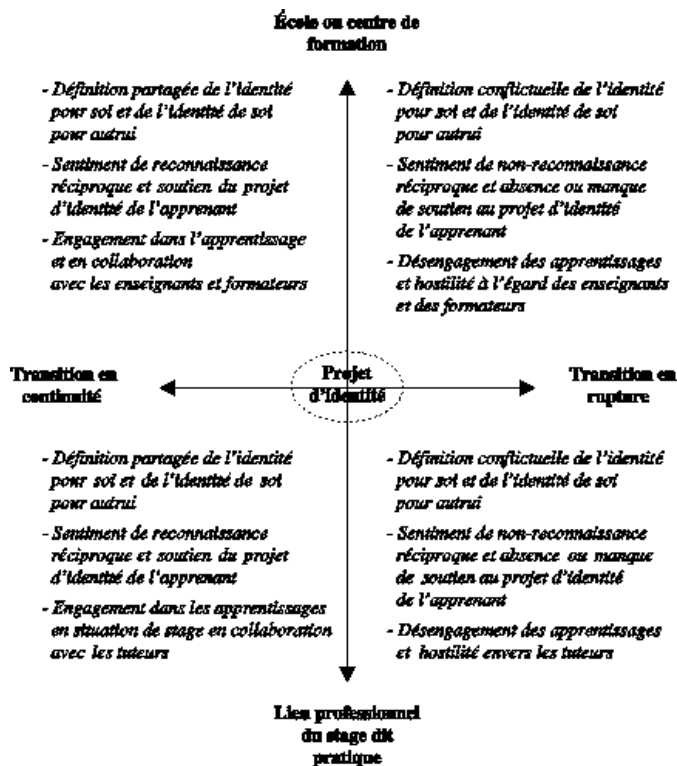 École ou centre de
formation
- Définition partagée de l'identité
pour soi et de l'identité de soi
pour autrui
- Sentiment de reconnaissance
réciproque et soutien du projet
d'identité de l'apprenant
- Engagement dans l'apprentissage
et en collaboration
avec les enseignants et formateurs
- Définition conflictuelle de l'identité
pour soi et de l'identité de soi
pour autrui
- Sentiment de non-reconnaissance
réciproque et absence ou manque
de soutien au projet d'identité
de l'apprenant
- Désengagement des apprentissages
et hostilité à l'égard des enseignants
et des formateurs
Transition en
continuité
Projet
d'identité
Transition en
rupture
- Définition partagée de l'identité
pour soi et de l'identité de soi
pour autrui
- Sentiment de reconnaissance
réciproque et soutien du projet
d'identité de l'apprenant
- Engagement dans les apprentissages
en situation de stage en collaboration
avec les tuteurs
- Définition conflictuelle de l'identité
pour soi et de l'identité de soi
pour autrui
- Sentiment de non-reconnaissance
réciproque et absence ou manque
de soutien au projet d'identité
de l'apprenant
- Désengagement des apprentissages
et hostilité envers les tuteurs
Lieu professionnel
du stage dit
pratique